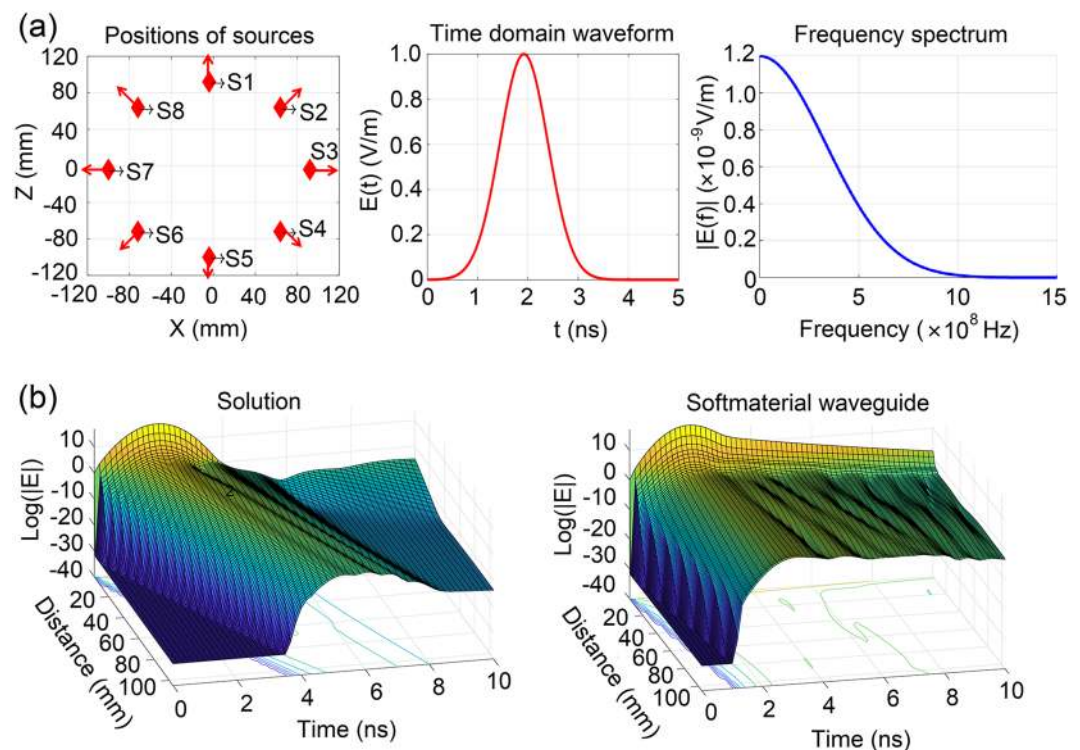 (a)
Positions of sources
120
80
40
0
-40
-80
-120
Z (mm)
-120 -80 -40 0 40 80 120
X (mm)
S1
S2
S3
S4
S5
S6
S7
S8
Time domain waveform
1.0
0.8
0.6
0.4
0.2
0
E(t) (V/m)
0 1 2 3 4 5
t (ns)
Frequency spectrum
1.2
1.0
0.8
0.6
0.4
0.2
0
|E(f)| (×10⁻⁹V/m)
0 5 10 15
Frequency (×10⁸ Hz)
(b)
Solution
10
0
-10
-20
-30
-40
Log(|E|)
2
20
40
60
80
100
Distance (mm)
0 2 4 6 8 10
Time (ns)
Softmaterial waveguide
10
0
-10
-20
-30
-40
Log(|E|)
20
40
60
80
100
Distance (mm)
0 2 4 6 8 10
Time (ns)